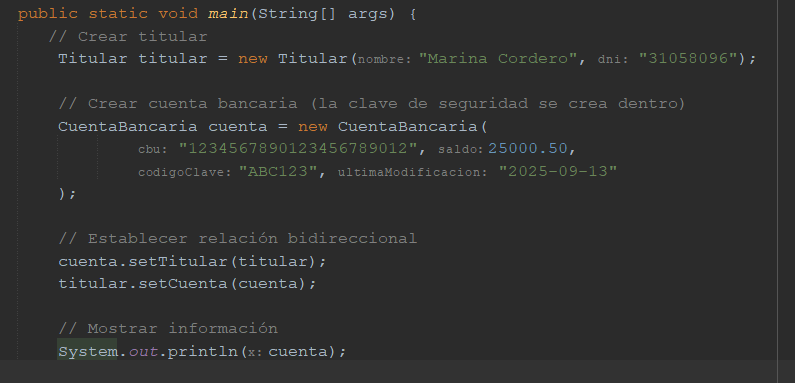 public static void main(String[] args) {
// Crear titular
Titular titular = new Titular(nombre: "Marina Cordero", dni: "31058096");
// Crear cuenta bancaria (la clave de seguridad se crea dentro)
CuentaBancaria cuenta = new CuentaBancaria(
cbu: "1234567890123456789012", saldo: 25000.50,
codigoClave: "ABC123", ultimaModificacion: "2025-09-13"
);
// Establecer relación bidireccional
cuenta.setTitular(titular);
titular.setCuenta(cuenta);
// Mostrar información
System.out.println(x: cuenta);